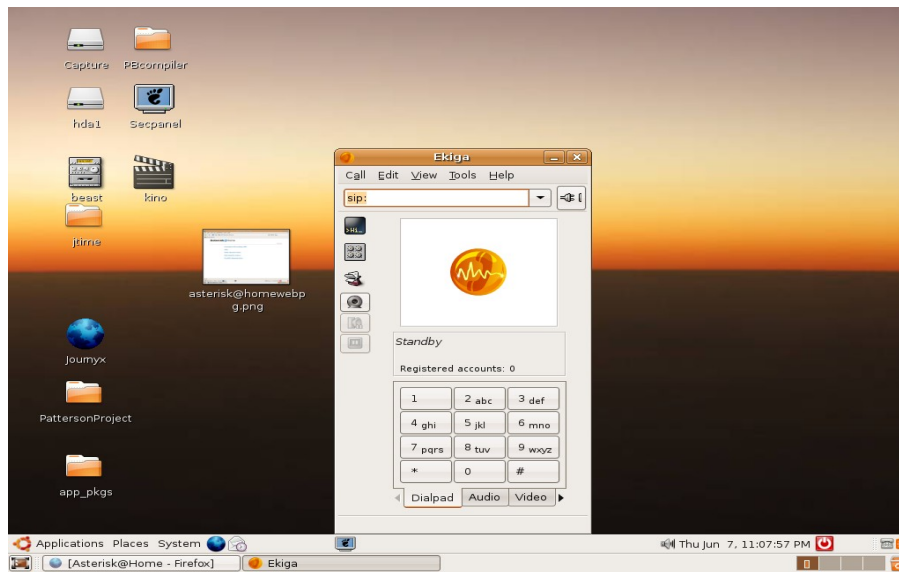 Capture
PBcompiler
hda1
Secpanel
beast
kino
jtime
asterisk@homewebp
g.png
Journyx
PattersonProject
app_pkgs
Ekiga
Call Edit View Tools Help
sip:
Standby
Registered accounts: 0
1 2 abc 3 def
4 ghi 5 jkl 6 mno
7 pqrs 8 tuv 9 wxyz
* 0 #
Dialpad Audio Video
Applications Places System
Thu Jun 7, 11:07:57 PM
[Asterisk@Home - Firefox] Ekiga